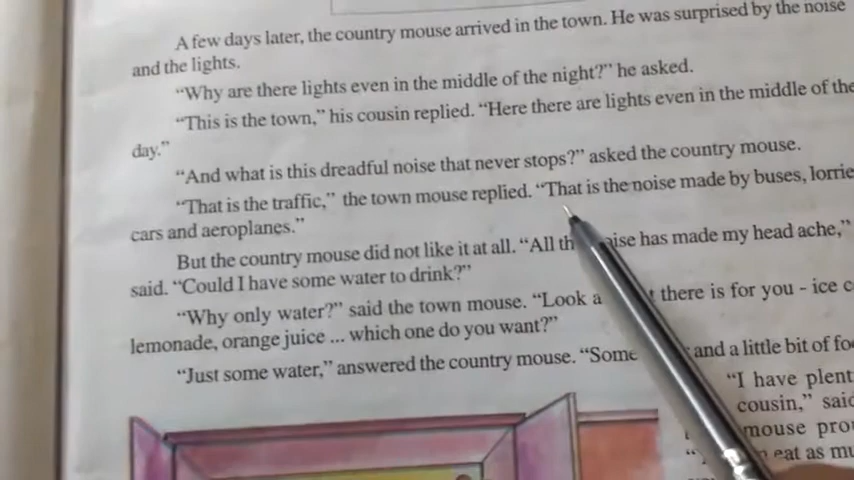 A few days later, the country mouse arrived in the town. He was surprised by the noise
and the lights.
“Why are there lights even in the middle of the night?” he asked.
“This is the town,” his cousin replied. “Here there are lights even in the middle of the
day.”
“And what is this dreadful noise that never stops?” asked the country mouse.
“That is the traffic,” the town mouse replied. “That is the noise made by buses, lorrie
cars and aeroplanes.”
But the country mouse did not like it at all. “All has made my head ache,”
said. “Could I have some water to drink?”
“Why only water?” said the town mouse. “Look there is for you - ice
lemonade, orange juice ... which one do you want?”
“Just some water,” answered the country mouse. “Some and a little bit of
“I have
cousin,”
mouse
eat as